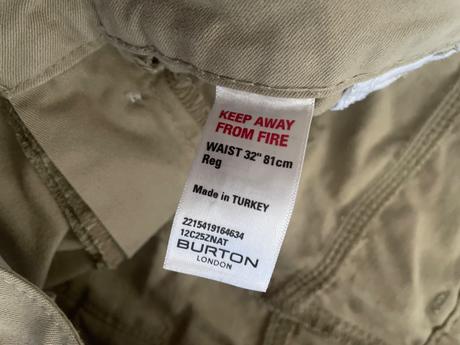 KEEP AWAY
FROM FIRE
WAIST 32" 81cm
Reg
Made in TURKEY
2215419164634
12C25ZNAT
BURTON
LONDON